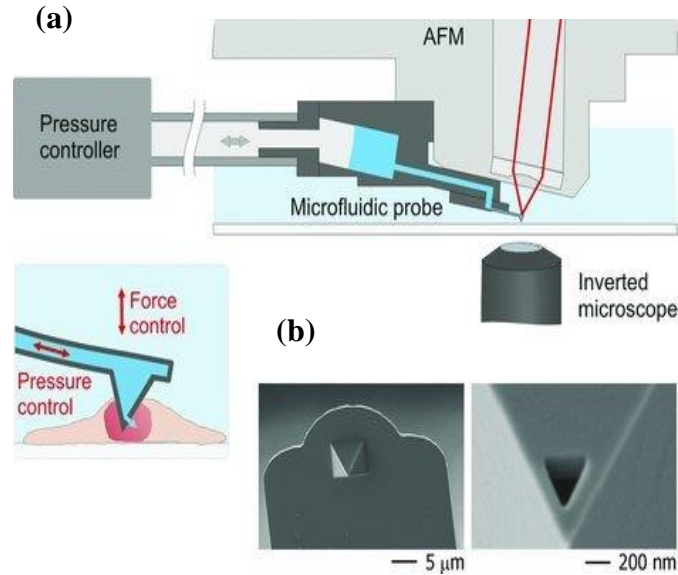 (a)
AFM
Pressure
controller
Microfluidic probe
Inverted
microscope
Force
control
Pressure
control
(b)
5 µm
200 nm